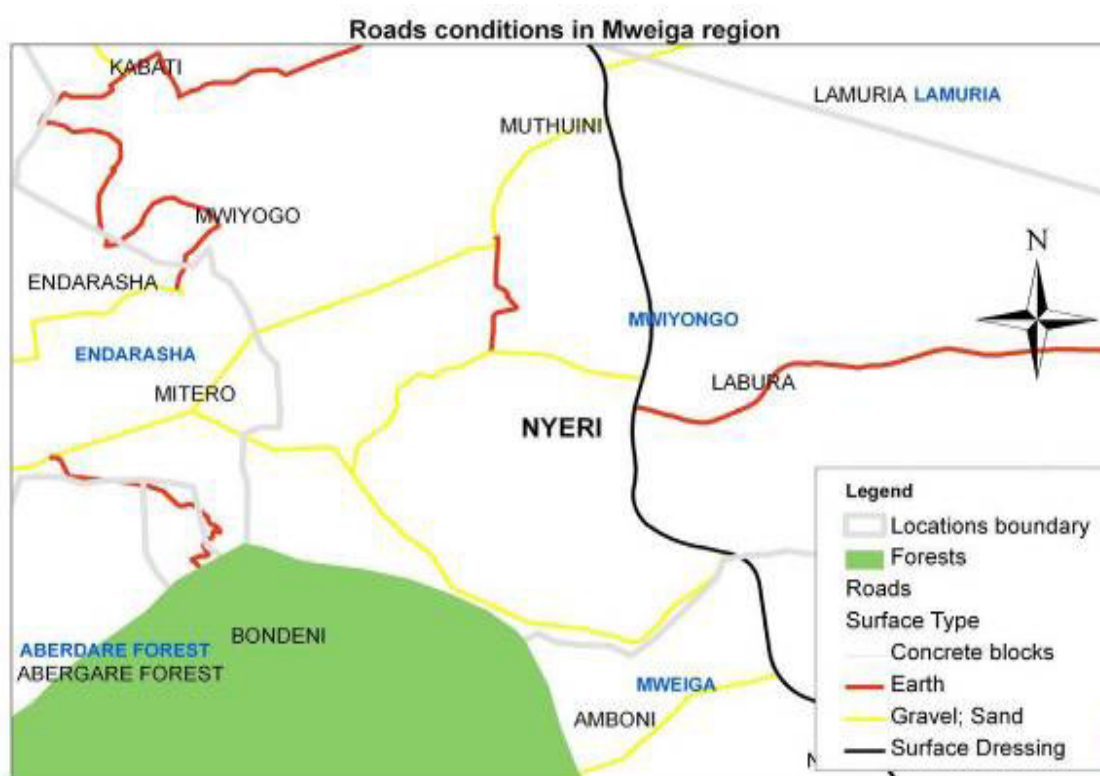 Roads conditions in Mweiga region
KABATI
LAMURIA LAMURIA
MUTHUINI
MWIYOGO
N
ENDARASHA
MWIYONGO
ENDARASHA
LABURA
MITERO
NYERI
Legend
Locations boundary
Forests
Roads
Surface Type
Concrete blocks
Earth
Gravel; Sand
Surface Dressing
BONDENI
ABERDARE FOREST
ABERGARE FOREST
MWEIGA
AMBONI